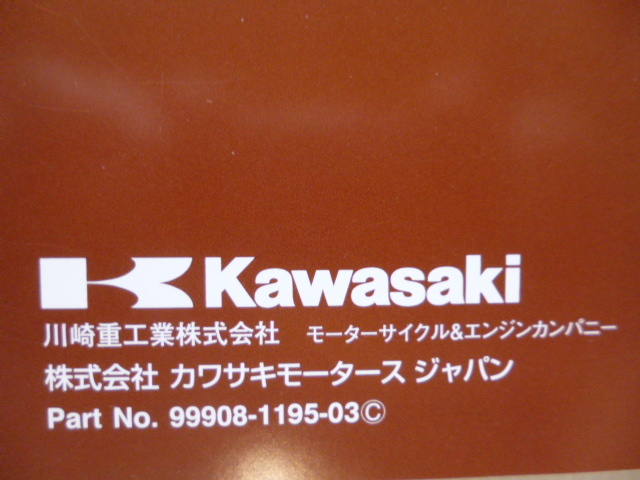 Kawasaki
川崎重工業株式会社 モーターサイクル&エンジンカンパニー
株式会社 カワサキモータース ジャパン
Part No. 99908-1195-03Ⓒ